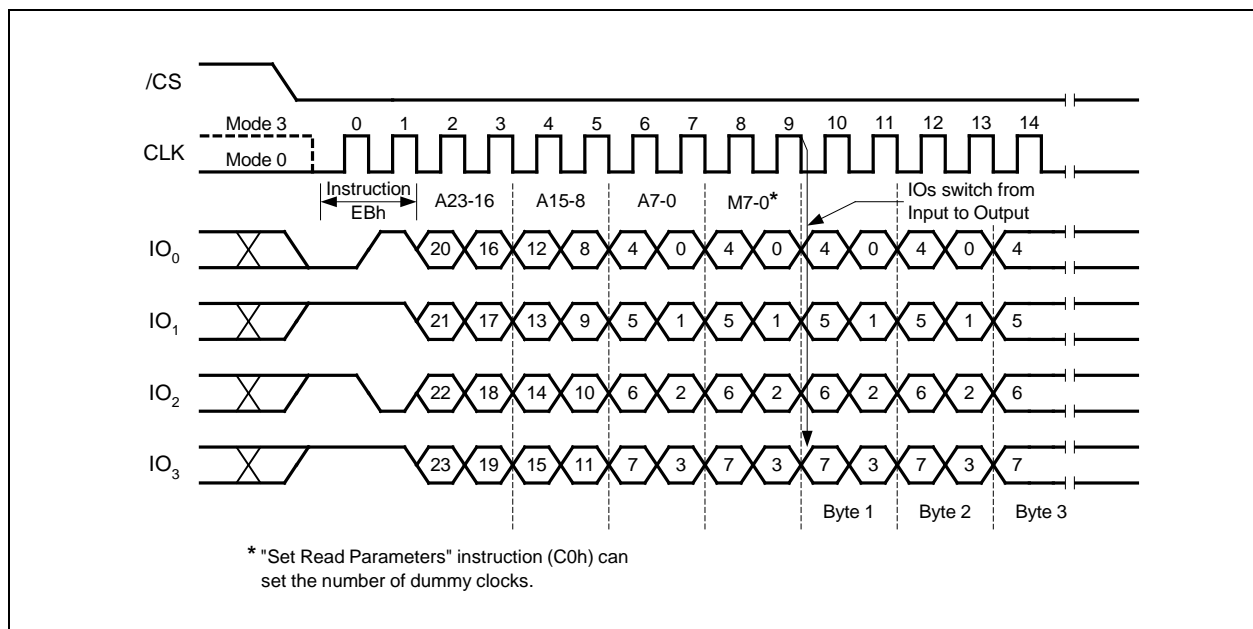 /CS
Mode 3 0 1 2 3 4 5 6 7 8 9 10 11 12 13 14
CLK Mode 0
Instruction
EBh
A23-16 A15-8 A7-0 M7-0*
IOs switch from
Input to Output
IO0 20 16 12 8 4 0 4 0 4 0 4 0 4
IO1 21 17 13 9 5 1 5 1 5 1 5 1 5
IO2 22 18 14 10 6 2 6 2 6 2 6 2 6
IO3 23 19 15 11 7 3 7 3 7 3 7 3 7
Byte 1 Byte 2 Byte 3
* "Set Read Parameters" instruction (C0h) can
set the number of dummy clocks.